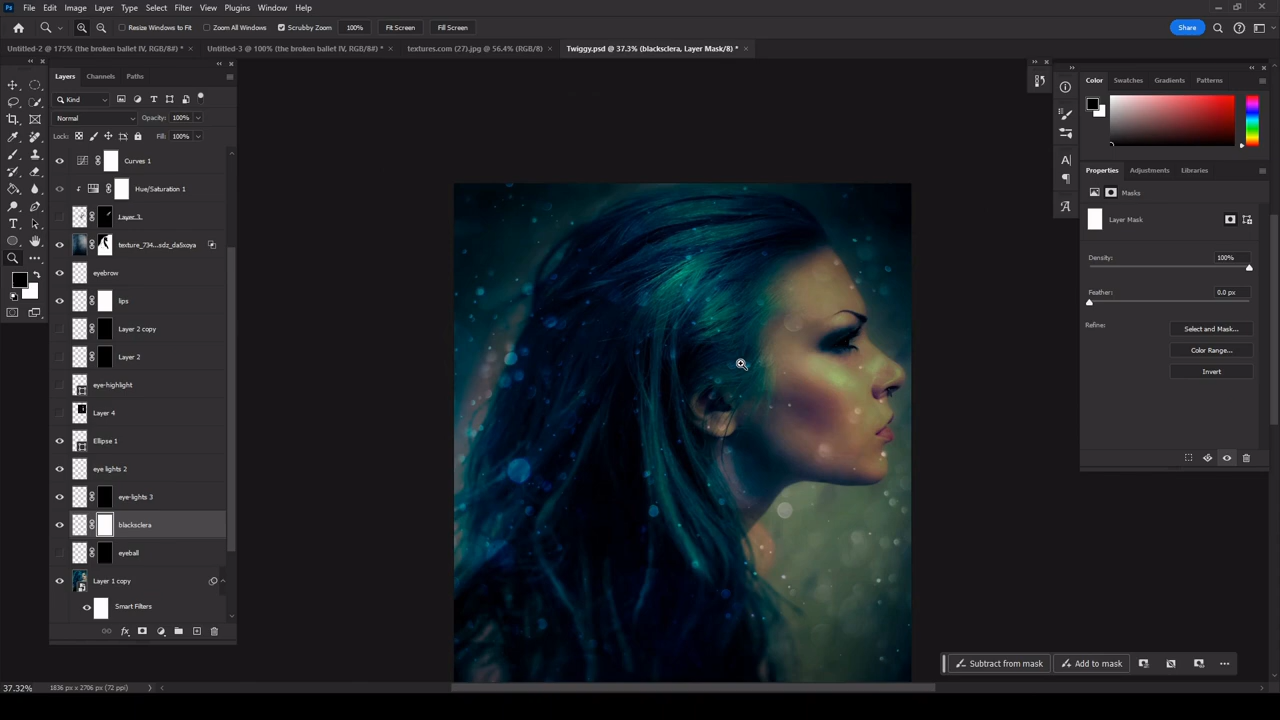 File Edit Image Layer Type Select Filter View Plugins Window Help
Resize Windows to Fit Zoom All Windows Scrubby Zoom 100% Fit Screen Fill Screen Share
Untitled-2 @ 175% (the broken ballet IV, RGB/8#) * × Untitled-3 @ 100% (the broken ballet IV, RGB/8#) * × textures.com (27).jpg @ 56.4% (RGB/8) × Twiggy.psd @ 37.3% (blacksclera, Layer Mask/8) * ×
Layers Channels Paths
Kind
Normal Opacity: 100%
Lock: Fill: 100%
Curves 1
Hue/Saturation 1
Layer 3
texture_734...sdz_da5xoya
eyebrow
lips
Layer 2 copy
Layer 2
eye-highlight
Layer 4
Ellipse 1
eye lights 2
eye-lights 3
blacksclera
eyeball
Layer 1 copy
Smart Filters
fx
Color Swatches Gradients Patterns
Properties Adjustments Libraries
Masks
Layer Mask
Density: 100%
Feather: 0.0 px
Refine: Select and Mask...
Color Range...
Invert
Subtract from mask Add to mask
37.32% 1836 px x 2706 px (72 ppi)